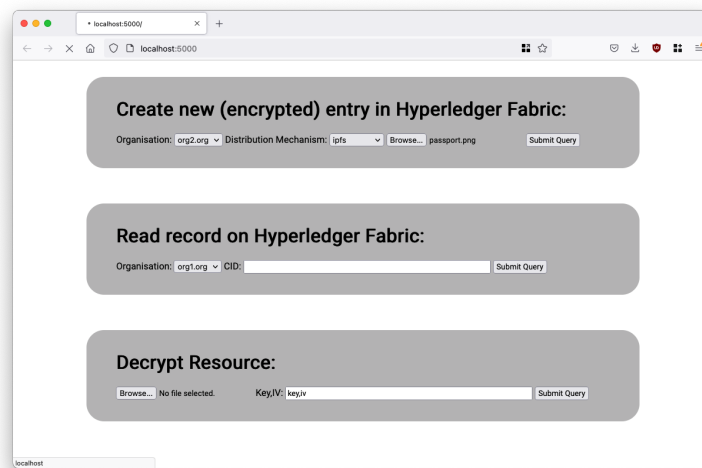 • localhost:5000/
localhost:5000
Create new (encrypted) entry in Hyperledger Fabric:
Organisation: org2.org Distribution Mechanism: ipfs Browse... passport.png Submit Query
Read record on Hyperledger Fabric:
Organisation: org1.org CID: Submit Query
Decrypt Resource:
Browse... No file selected. Key,IV: key,iv Submit Query
localhost